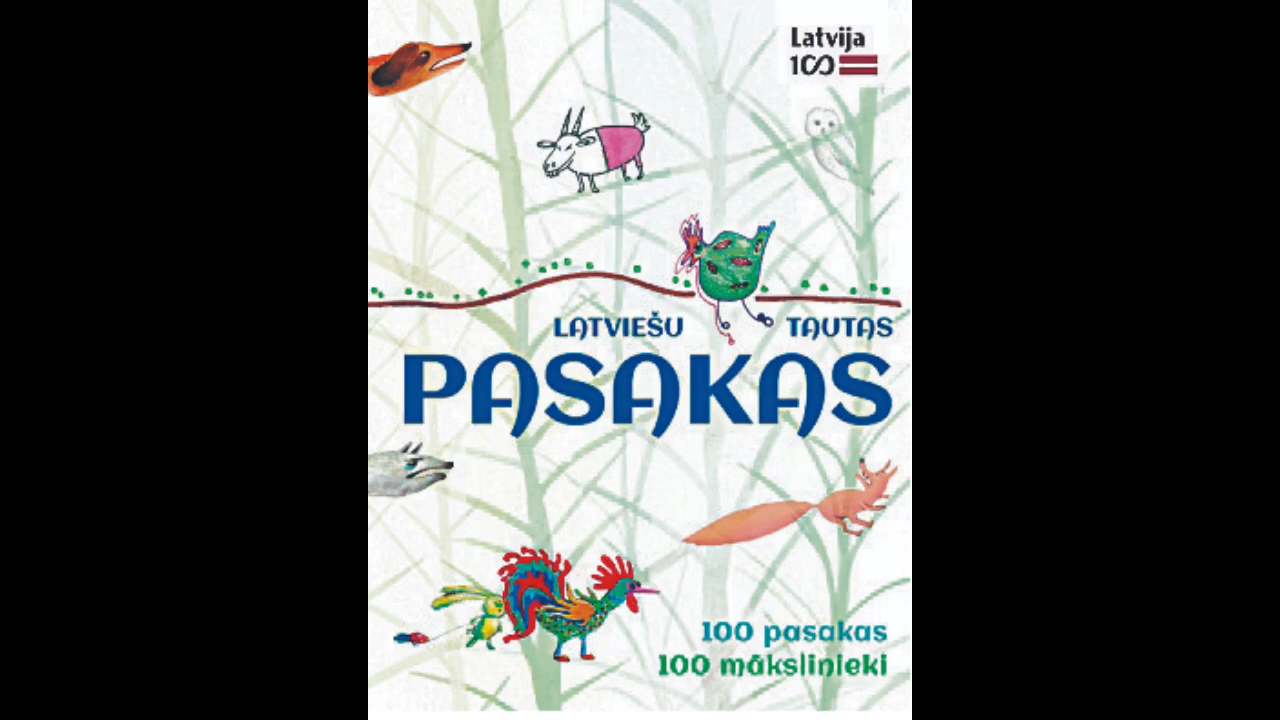 Latvija
100
LATVIEŠU TAUTAS
PASAKAS
100 pasakas
100 mākslinieki